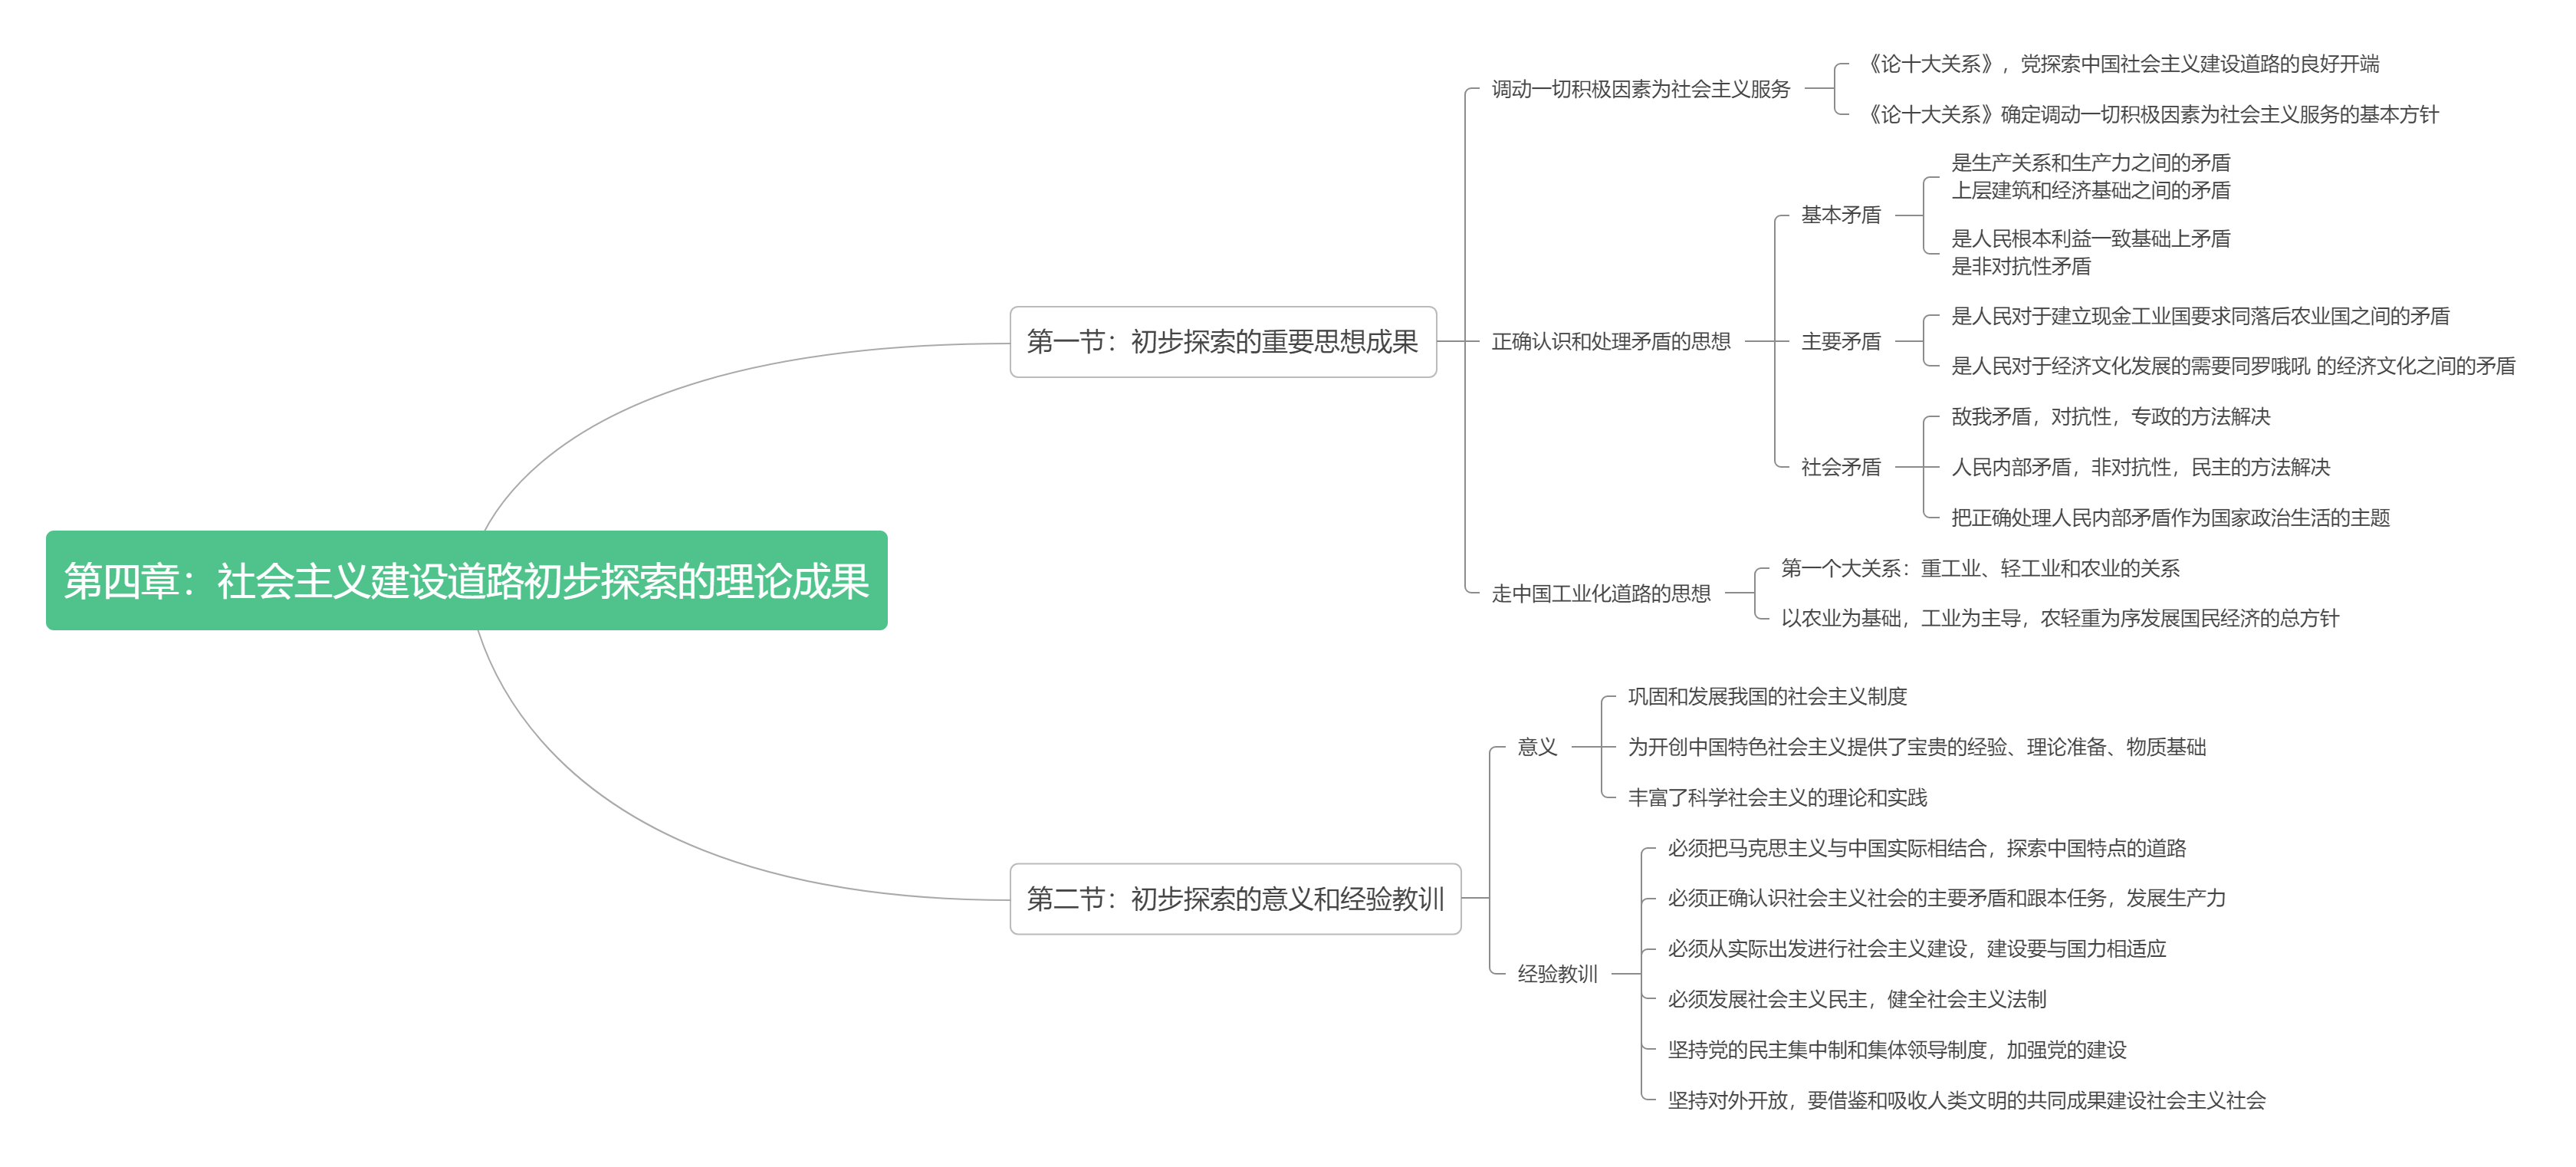 第四章：社会主义建设道路初步探索的理论成果
第一节：初步探索的重要思想成果
调动一切积极因素为社会主义服务
《论十大关系》，党探索中国社会主义建设道路的良好开端
《论十大关系》确定调动一切积极因素为社会主义服务的基本方针
正确认识和处理矛盾的思想
基本矛盾
是生产关系和生产力之间的矛盾
上层建筑和经济基础之间的矛盾
是人民根本利益一致基础上矛盾
是非对抗性矛盾
主要矛盾
是人民对于建立现金工业国要求同落后农业国之间的矛盾
是人民对于经济文化发展的需要同罗哦吼 的经济文化之间的矛盾
社会矛盾
敌我矛盾，对抗性，专政的方法解决
人民内部矛盾，非对抗性，民主的方法解决
把正确处理人民内部矛盾作为国家政治生活的主题
走中国工业化道路的思想
第一个大关系：重工业、轻工业和农业的关系
以农业为基础，工业为主导，农轻重为序发展国民经济的总方针
第二节：初步探索的意义和经验教训
意义
巩固和发展我国的社会主义制度
为开创中国特色社会主义提供了宝贵的经验、理论准备、物质基础
丰富了科学社会主义的理论和实践
经验教训
必须把马克思主义与中国实际相结合，探索中国特点的道路
必须正确认识社会主义社会的主要矛盾和跟本任务，发展生产力
必须从实际出发进行社会主义建设，建设要与国力相适应
必须发展社会主义民主，健全社会主义法制
坚持党的民主集中制和集体领导制度，加强党的建设
坚持对外开放，要借鉴和吸收人类文明的共同成果建设社会主义社会